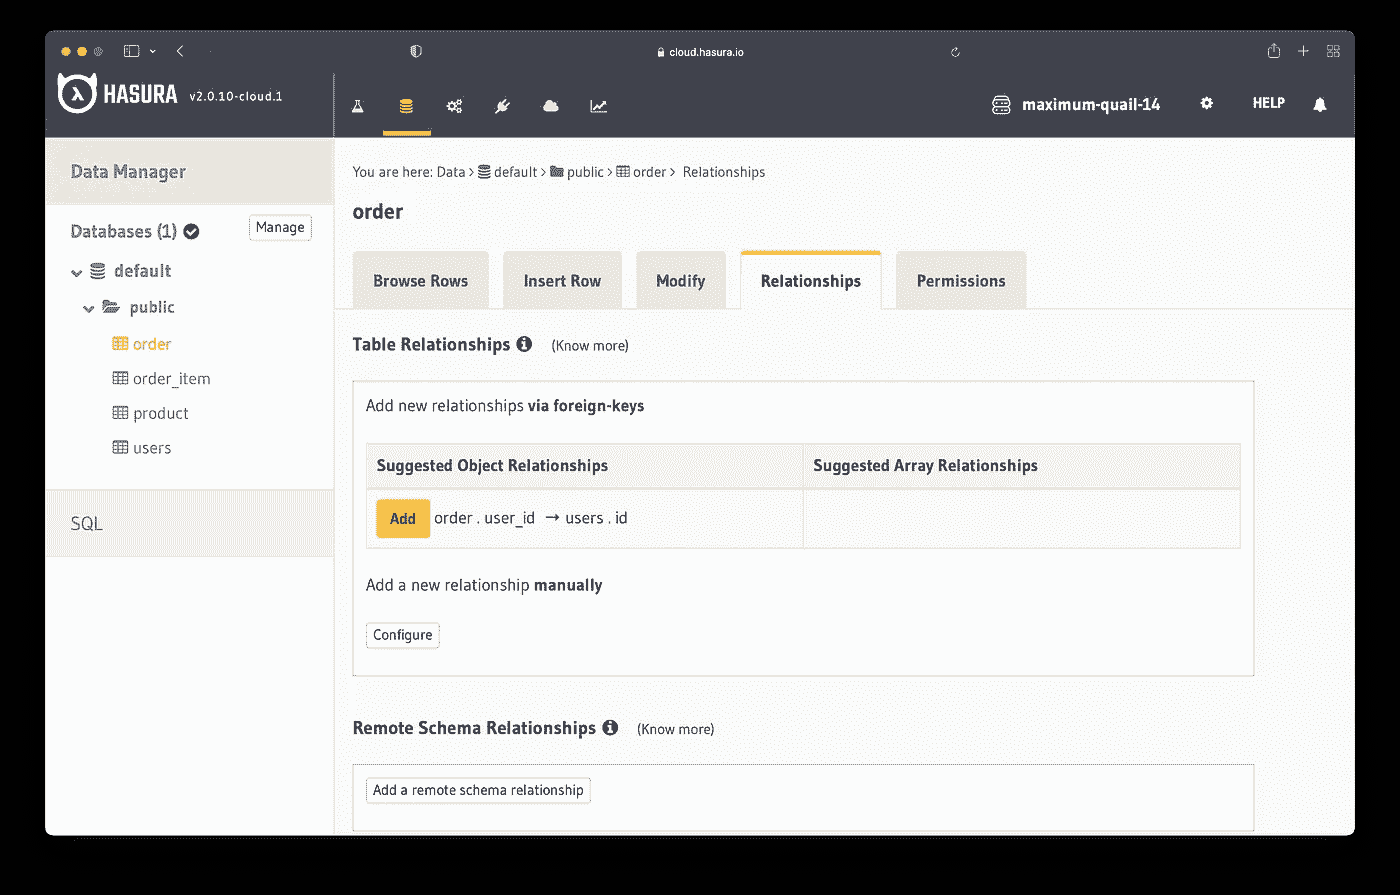 cloud.hasura.io
HASURA v2.0.10-cloud.1
maximum-quail-14 HELP
Data Manager
Databases (1) Manage
default
public
order
order_item
product
users
SQL
You are here: Data > default > public > order > Relationships
order
Browse Rows Insert Row Modify Relationships Permissions
Table Relationships (Know more)
Add new relationships via foreign-keys
Suggested Object Relationships Suggested Array Relationships
Add order . user_id → users . id
Add a new relationship manually
Configure
Remote Schema Relationships (Know more)
Add a remote schema relationship